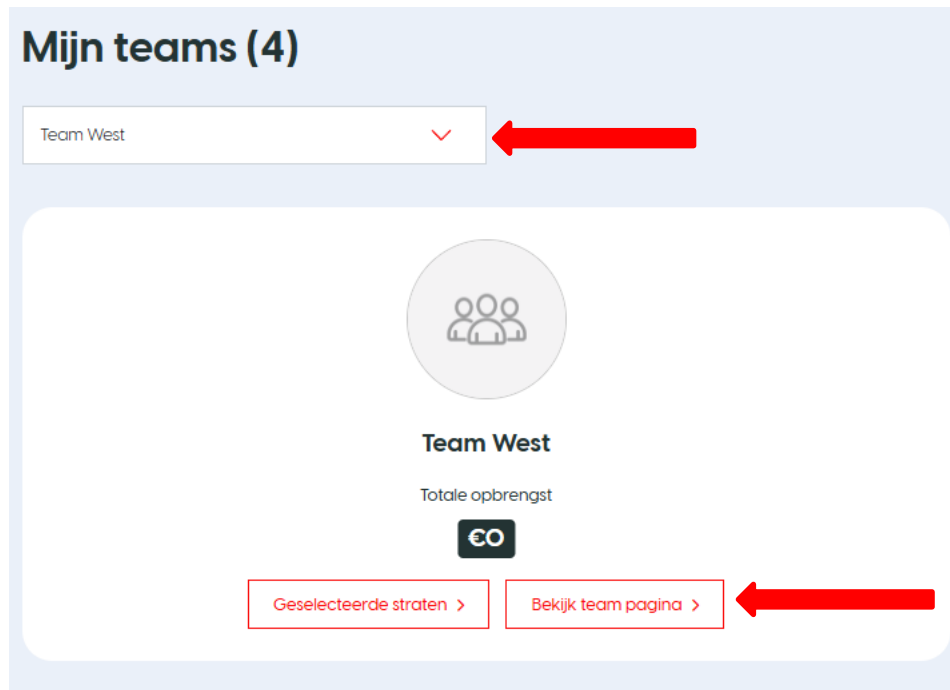 Mijn teams (4)
Team West
Team West
Totale opbrengst
€0
Geselecteerde straten >
Bekijk team pagina >